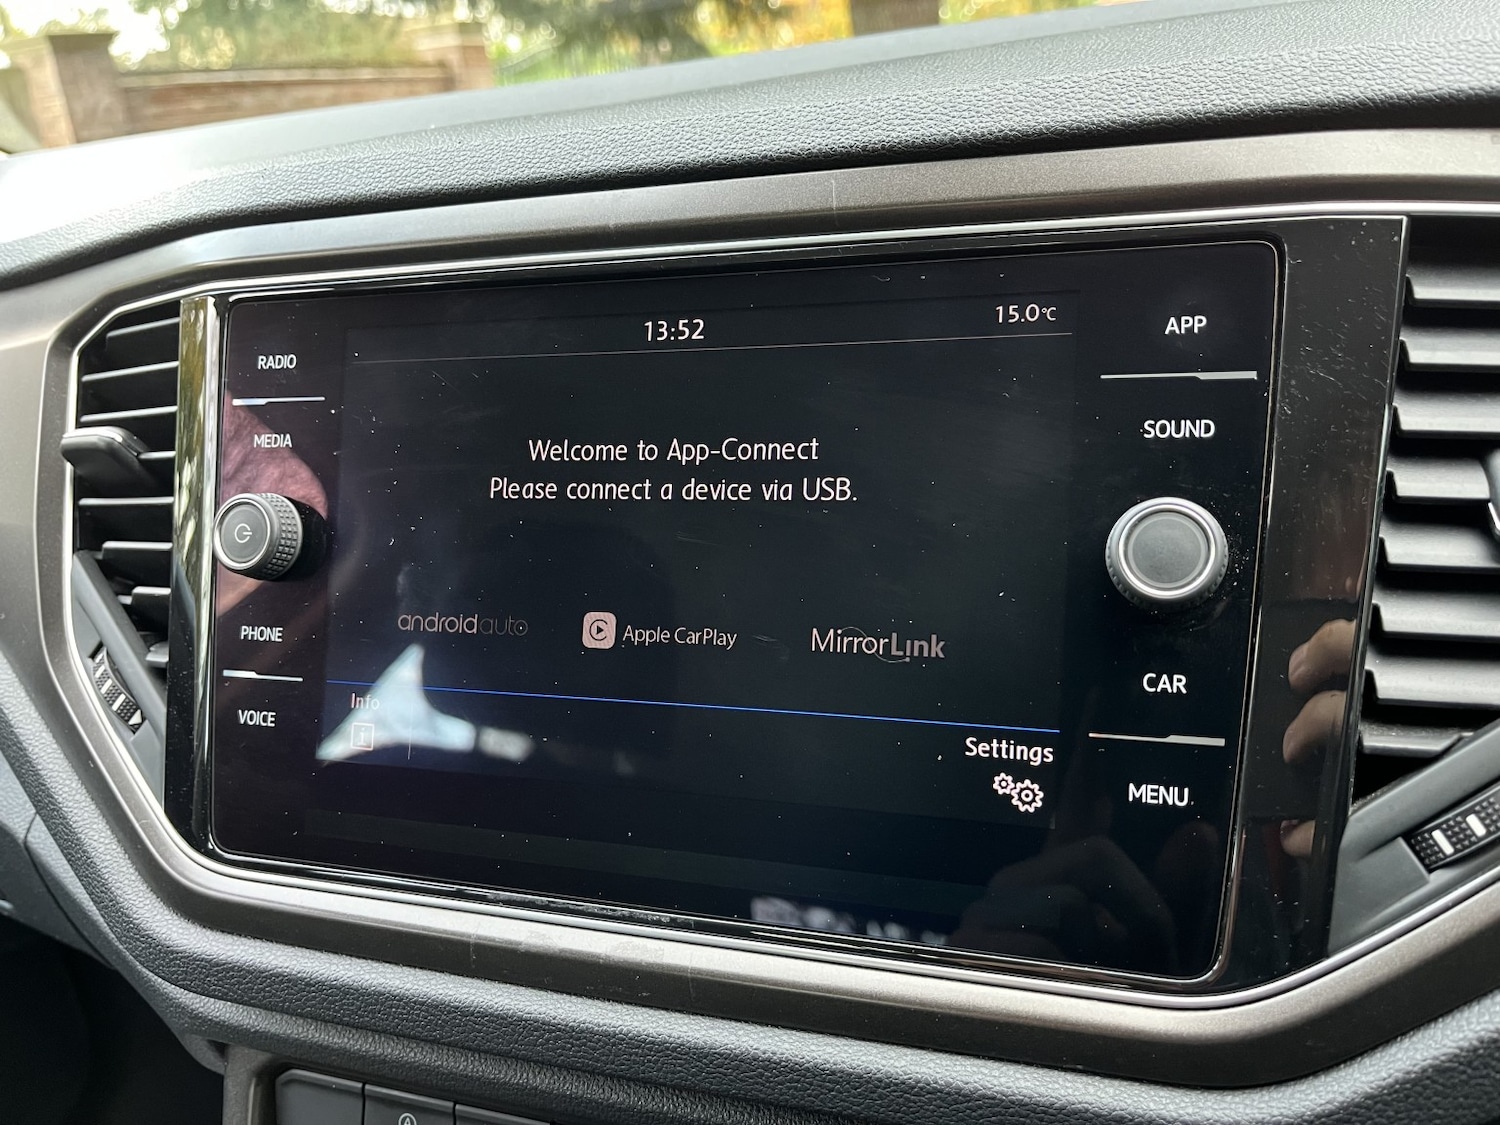 13:52
15.0°C
RADIO
MEDIA
PHONE
VOICE
Welcome to App-Connect
Please connect a device via USB.
androidauto
Apple CarPlay
MirrorLink
Info
i
Settings
APP
SOUND
CAR
MENU
A